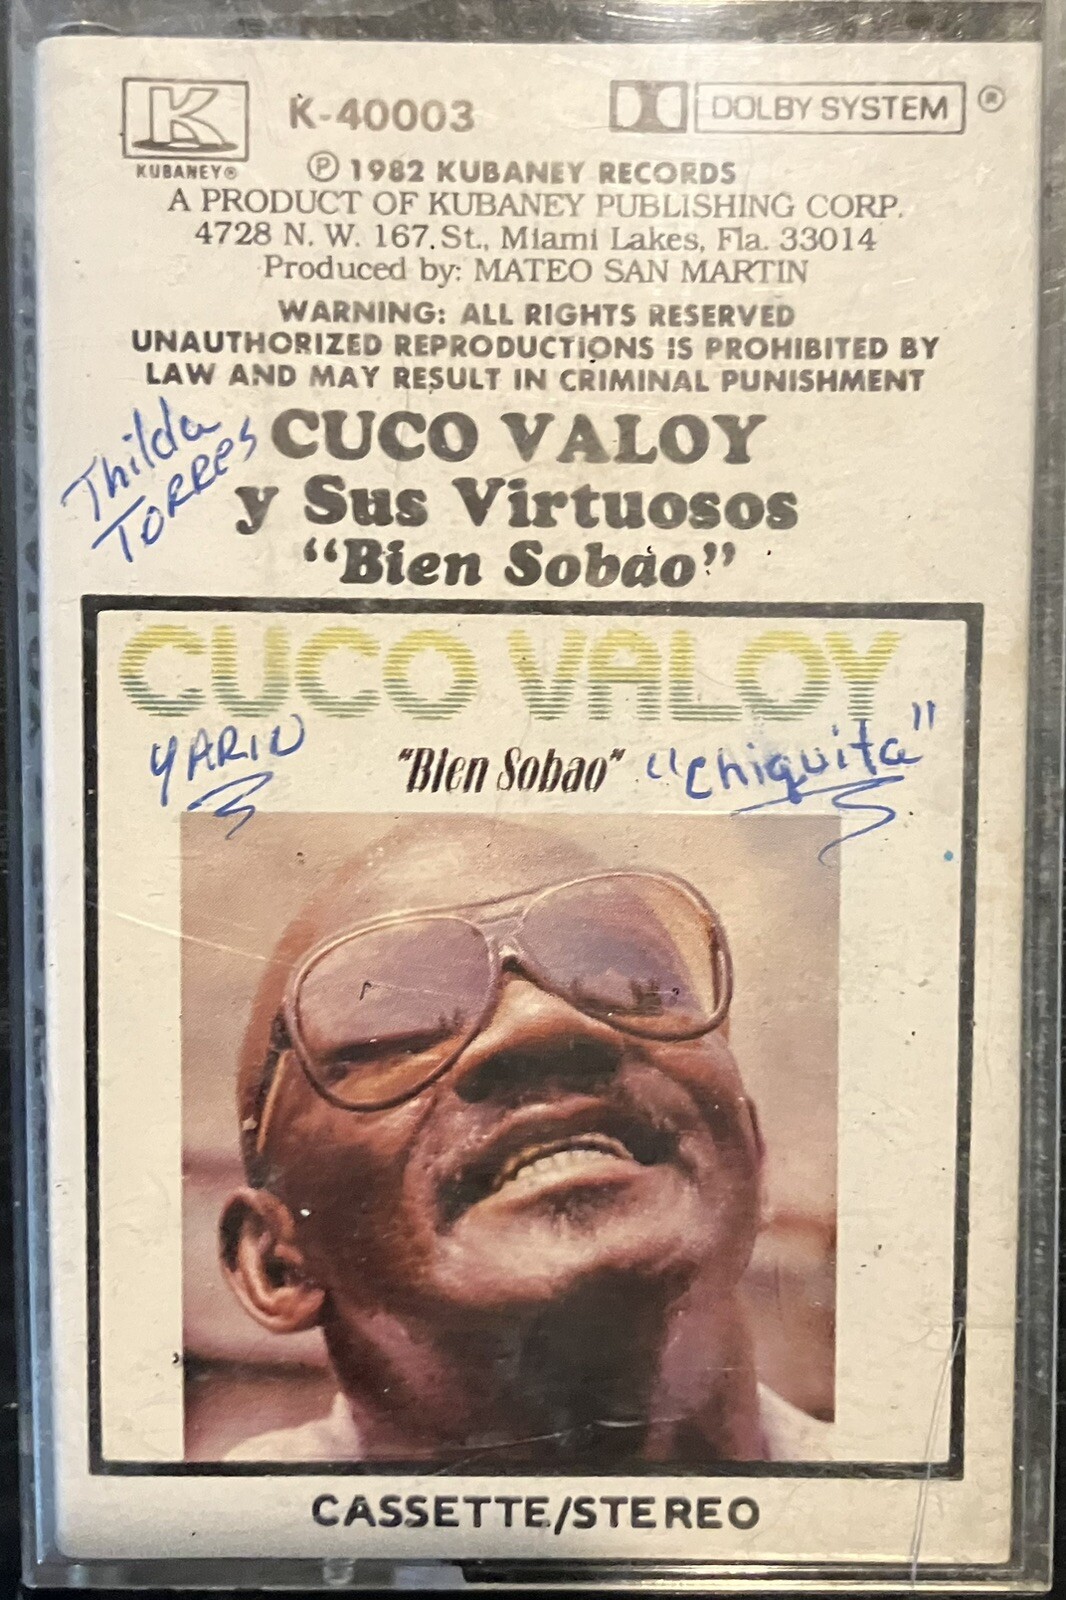 K-40003
DOLBY SYSTEM ®
KUBANEY®
Ⓟ 1982 KUBANEY RECORDS
A PRODUCT OF KUBANEY PUBLISHING CORP.
4728 N. W. 167. St., Miami Lakes, Fla. 33014
Produced by: MATEO SAN MARTIN
WARNING: ALL RIGHTS RESERVED
UNAUTHORIZED REPRODUCTIONS IS PROHIBITED BY
LAW AND MAY RESULT IN CRIMINAL PUNISHMENT
Thilda
TORRES
CUCO VALOY
y Sus Virtuosos
“Bien Sobao”
CUCO VALOY
YARIN
"Bien Sobao"
"Chiquita"
CASSETTE/STEREO